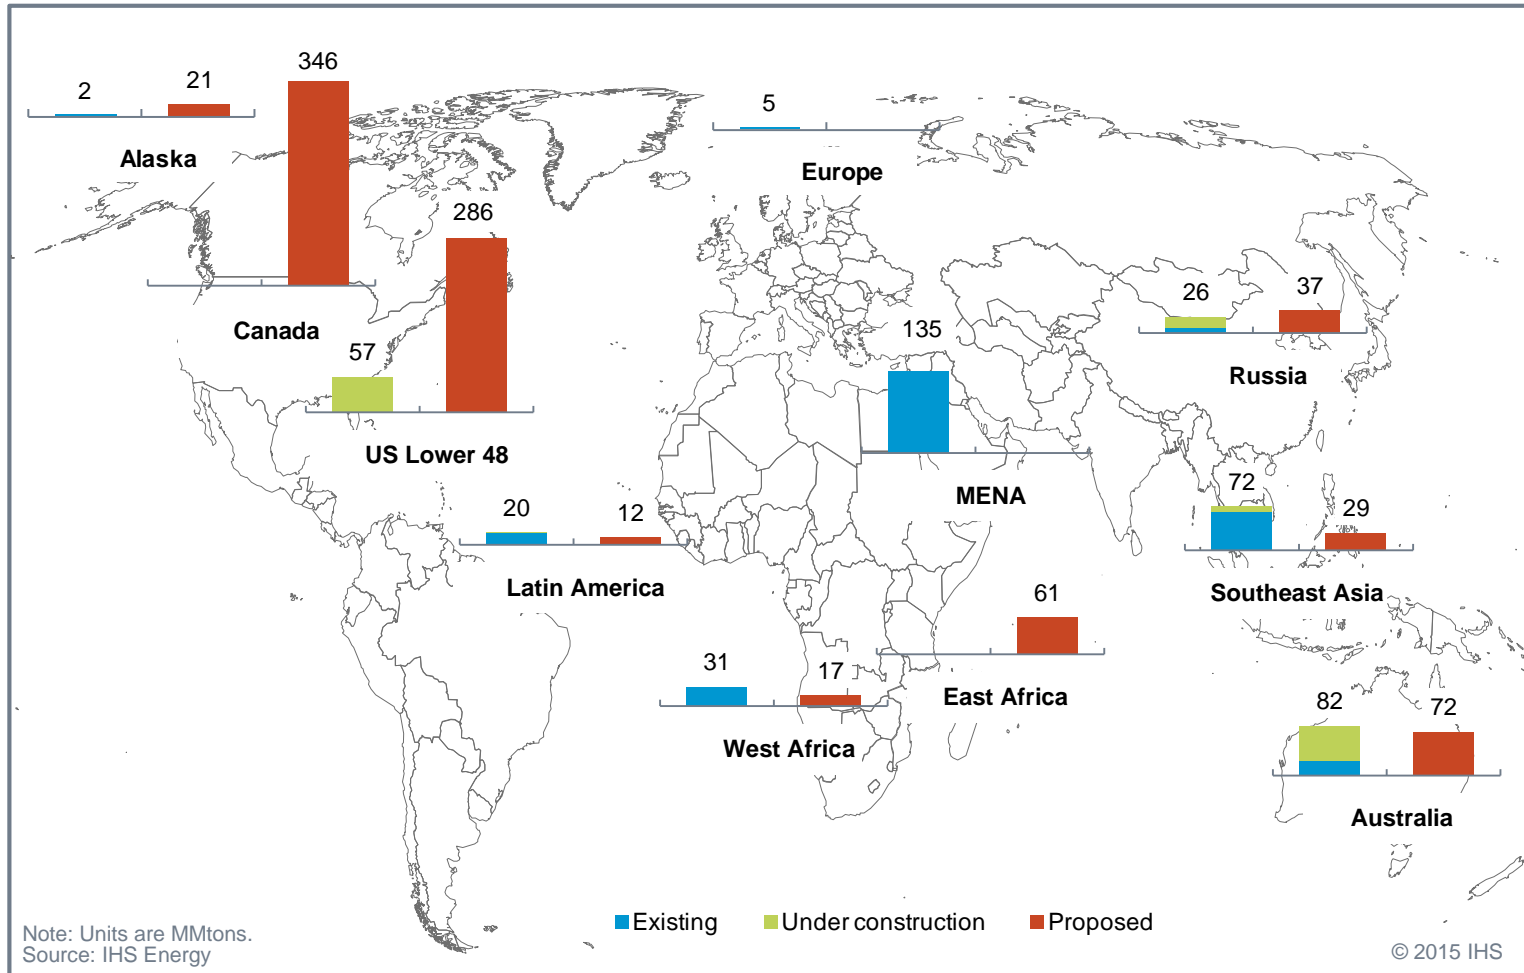 346
2
21
Alaska
5
Europe
286
Canada
57
US Lower 48
26
37
Russia
135
MENA
72
29
Southeast Asia
20
12
Latin America
61
East Africa
31
17
West Africa
82
72
Australia
Existing
Under construction
Proposed
Note: Units are MMtons.
Source: IHS Energy
© 2015 IHS